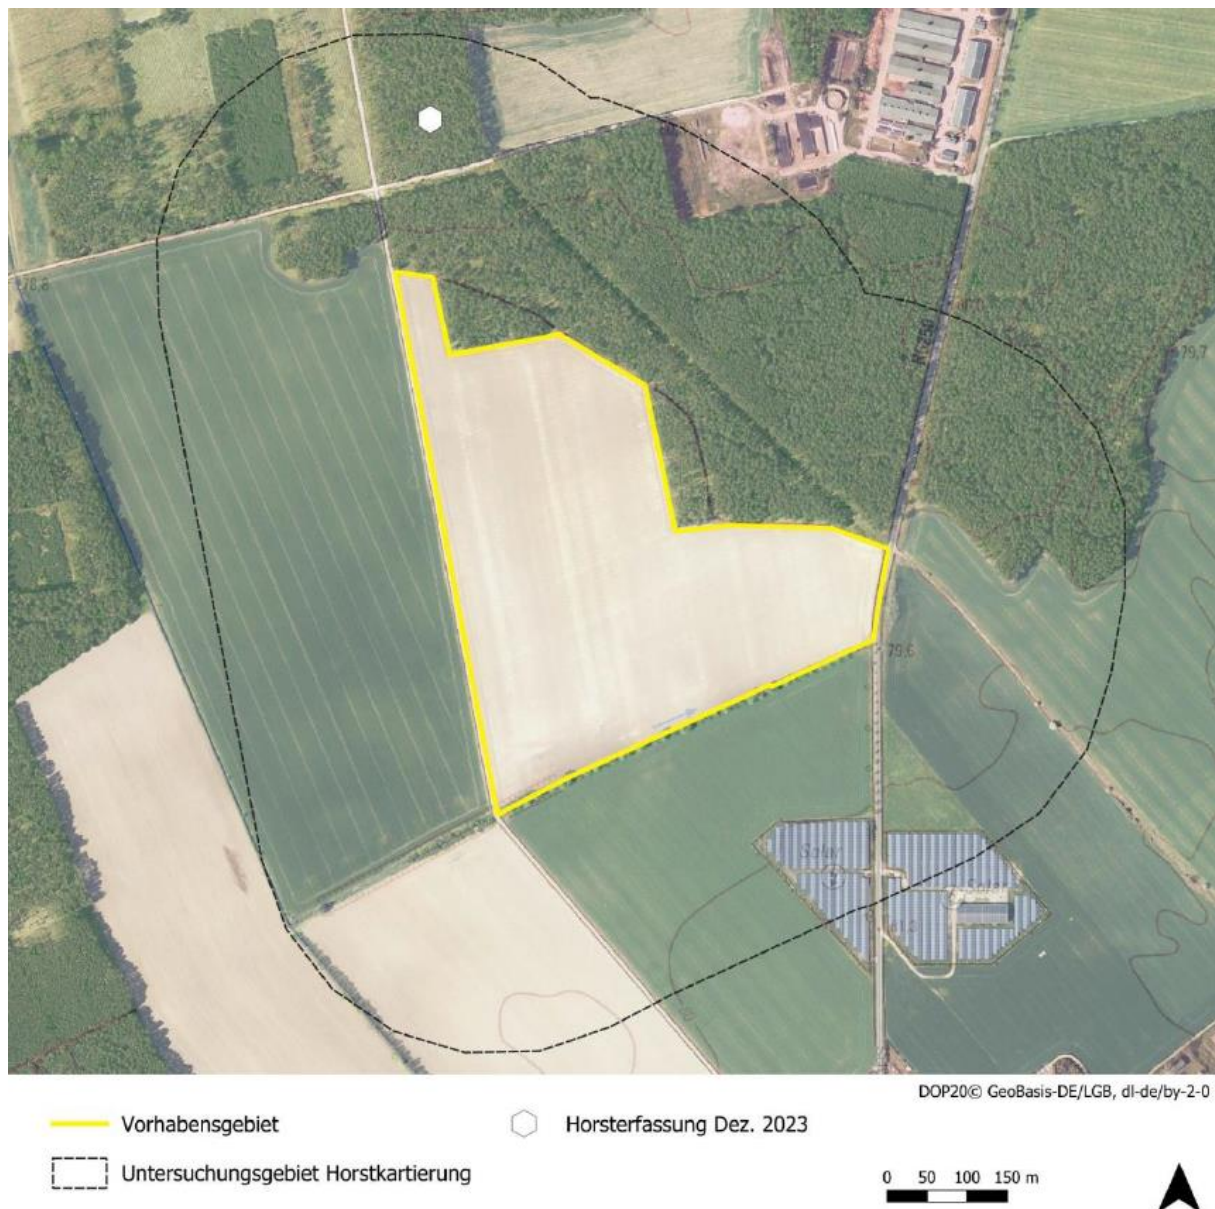 78,8
79,7
79,6
Solar
DOP20© GeoBasis-DE/LGB, dl-de/by-2-0
Vorhabensgebiet
Horsterfassung Dez. 2023
Untersuchungsgebiet Horstkartierung
0 50 100 150 m